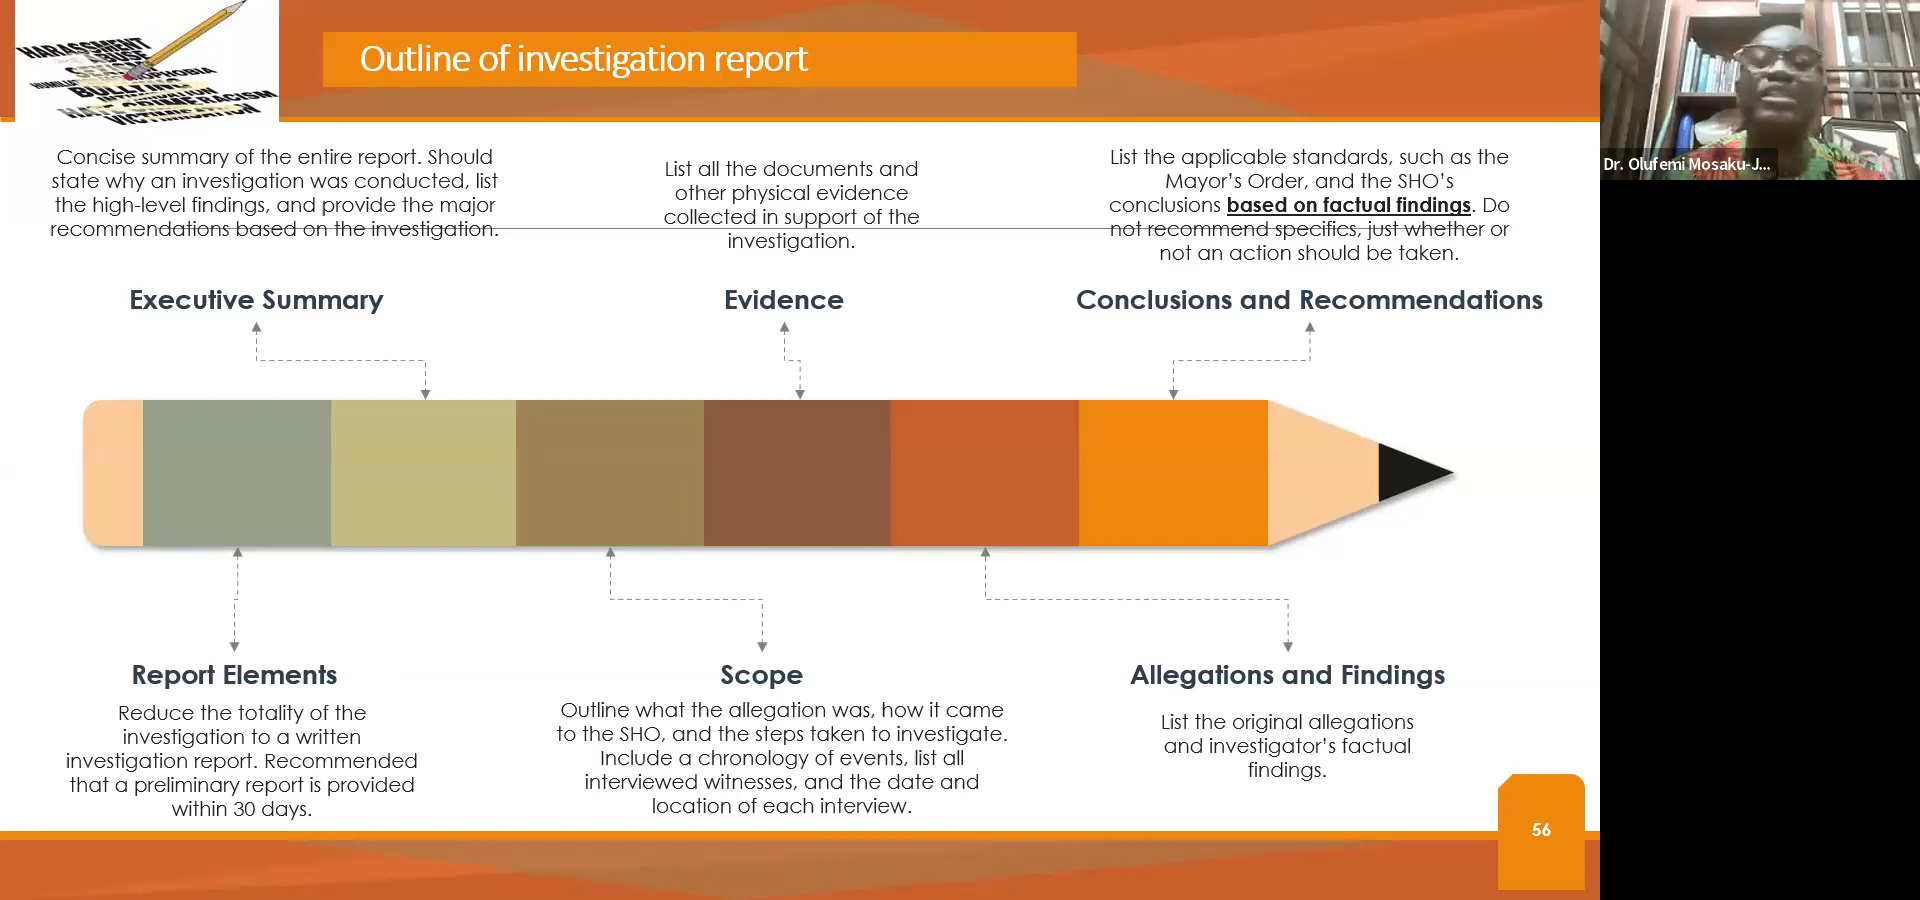 HARASSMENT
BULLYING
RACISM
VICTIMISATION
Outline of investigation report
Dr. Olufemi Mosaku-J...
Concise summary of the entire report. Should
state why an investigation was conducted, list
the high-level findings, and provide the major
recommendations based on the investigation.
Executive Summary
List all the documents and
other physical evidence
collected in support of the
investigation.
Evidence
List the applicable standards, such as the
Mayor’s Order, and the SHO’s
conclusions based on factual findings. Do
not recommend specifics, just whether or
not an action should be taken.
Conclusions and Recommendations
Report Elements
Reduce the totality of the
investigation to a written
investigation report. Recommended
that a preliminary report is provided
within 30 days.
Scope
Outline what the allegation was, how it came
to the SHO, and the steps taken to investigate.
Include a chronology of events, list all
interviewed witnesses, and the date and
location of each interview.
Allegations and Findings
List the original allegations
and investigator’s factual
findings.
56